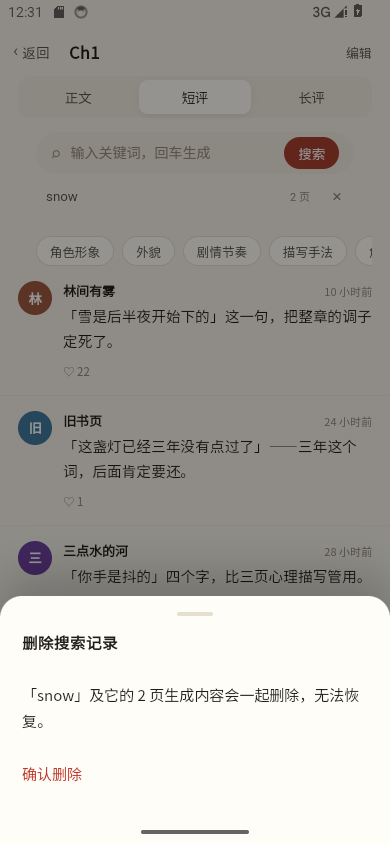 12:31
3G
返回 Ch1 编辑
正文 短评 长评
输入关键词，回车生成 搜索
snow 2 页 ✕
角色形象 外貌 剧情节奏 描写手法
林 林间有雾 10 小时前
「雪是后半夜开始下的」这一句，把整章的调子
定死了。
♡ 22
旧 旧书页 24 小时前
「这盏灯已经三年没有点过了」——三年这个
词，后面肯定要还。
♡ 1
三 三点水的河 28 小时前
「你手是抖的」四个字，比三页心理描写管用。
删除搜索记录
「snow」及它的 2 页生成内容会一起删除，无法恢
复。
确认删除